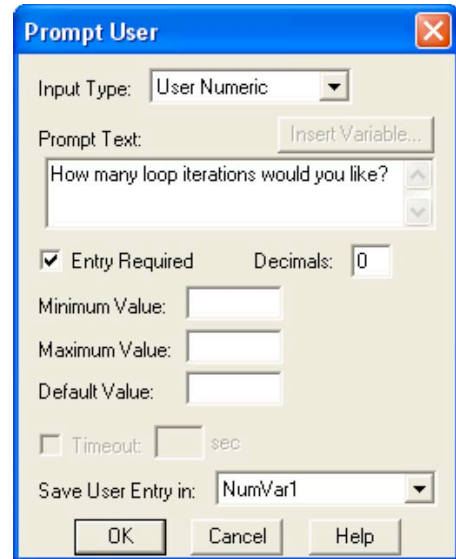 Prompt User
Input Type: User Numeric
Prompt Text: Insert Variable...
How many loop iterations would you like?
Entry Required Decimals: 0
Minimum Value:
Maximum Value:
Default Value:
Timeout: sec
Save User Entry in: NumVar1
OK Cancel Help